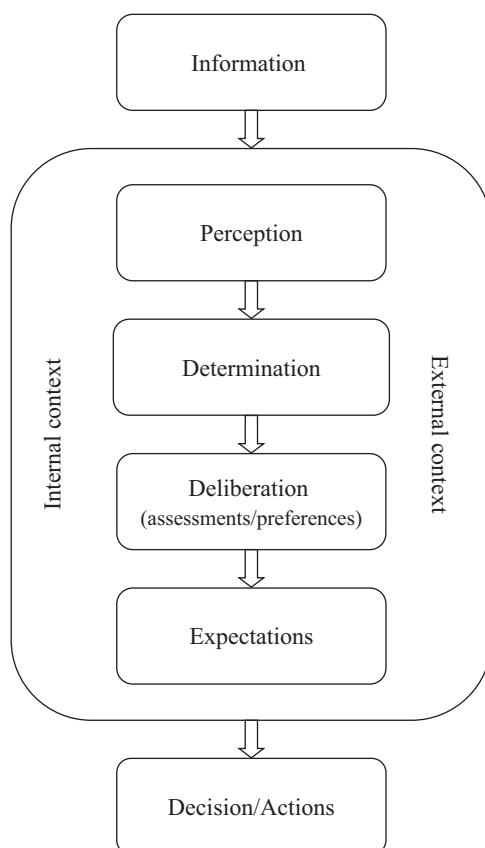 Information
Perception
Determination
Internal context
External context
Deliberation
(assessments/preferences)
Expectations
Decision/Actions